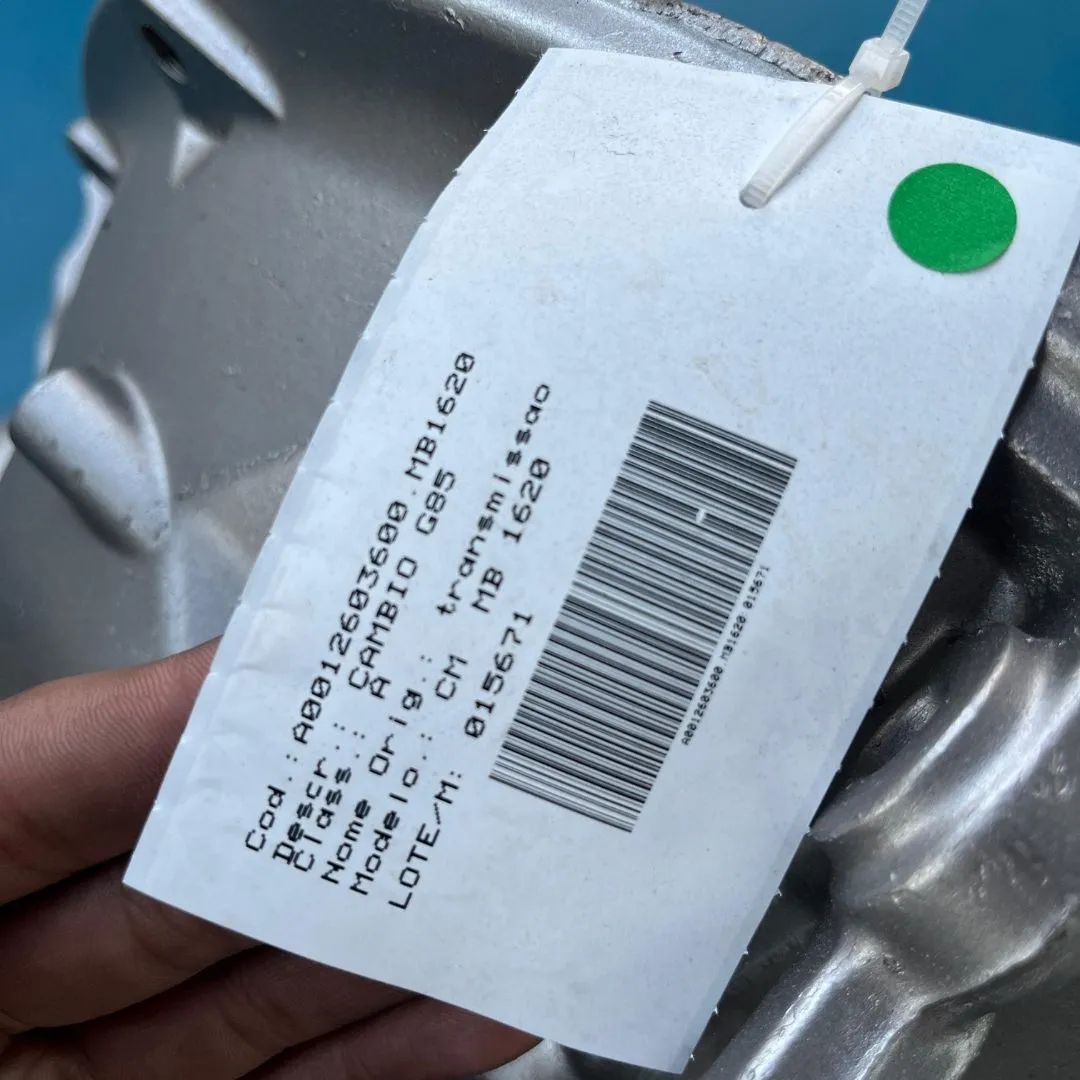 Cod.: A0012603600.MB1620
Descr.: CAMBIO G85
Class.: A
Nome Orig.: transmissao
Modelo.: CM MB 1620
LOTE/M: 015671
A0012603600.MB1620 015671